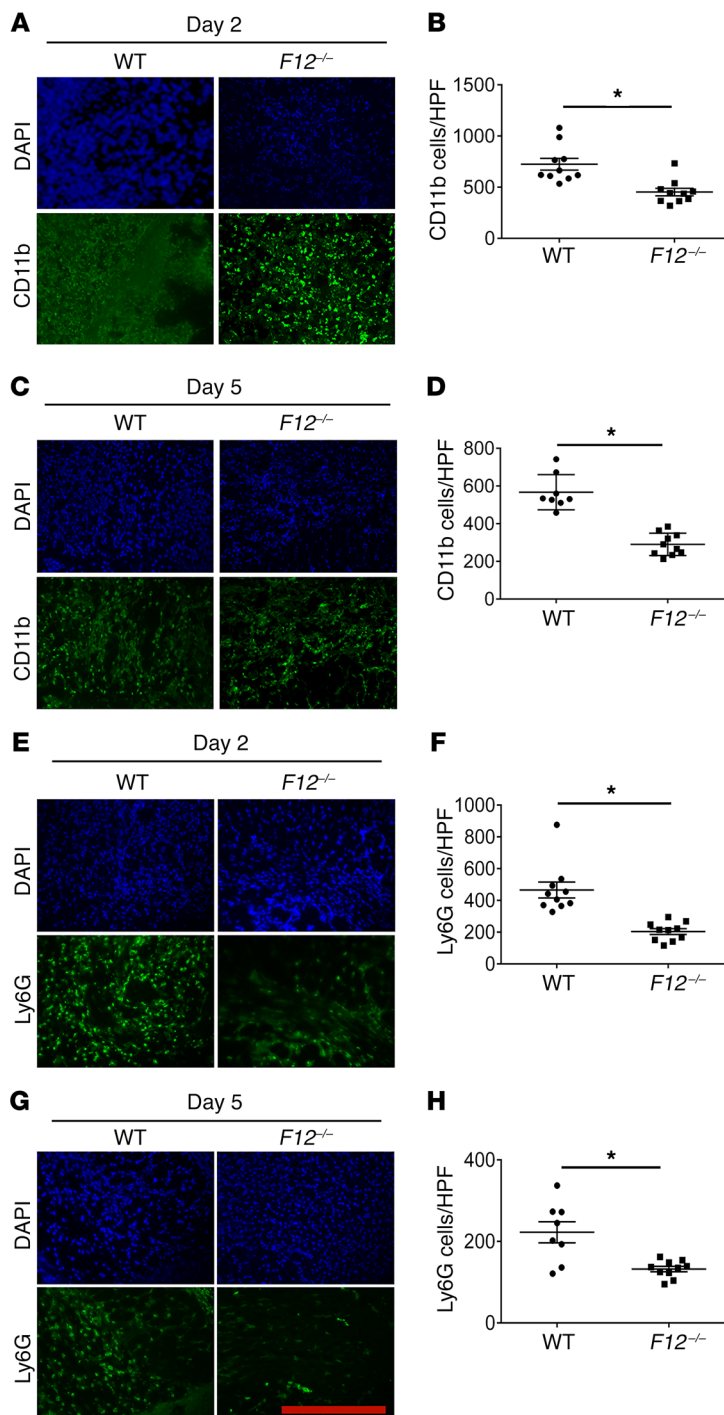 A
Day 2
WT
F12–/–
DAPI
CD11b
B
CD11b cells/HPF
1500
1000
500
0
*
WT
F12–/–
C
Day 5
WT
F12–/–
DAPI
CD11b
D
CD11b cells/HPF
800
600
400
200
0
*
WT
F12–/–
E
Day 2
WT
F12–/–
DAPI
Ly6G
F
Ly6G cells/HPF
1000
800
600
400
200
0
*
WT
F12–/–
G
Day 5
WT
F12–/–
DAPI
Ly6G
H
Ly6G cells/HPF
400
200
0
*
WT
F12–/–